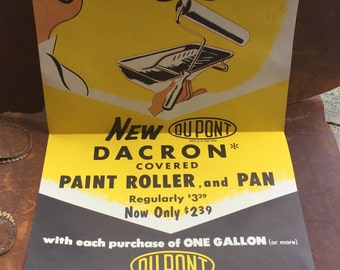 New DU PONT
DACRON*
COVERED
PAINT ROLLER, and PAN
Regularly $3.29
Now Only $2.39
with each purchase of ONE GALLON (or more)
DU PONT